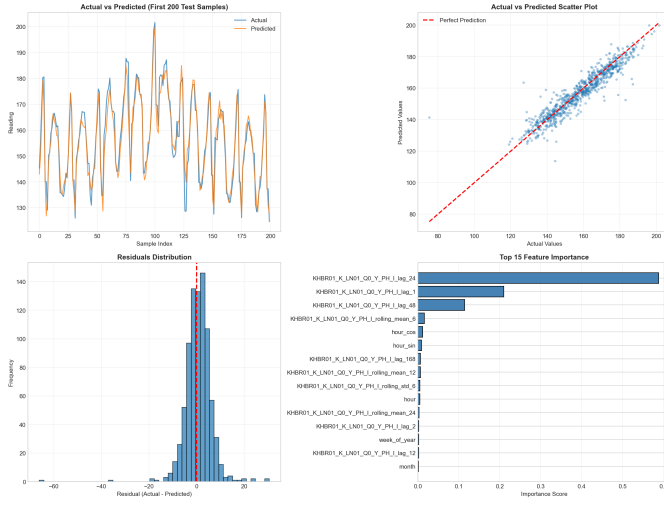 Actual vs Predicted (First 200 Test Samples)
Actual
Predicted
200
190
180
170
160
150
140
130
Reading
0
25
50
75
100
125
150
175
200
Sample Index
Actual vs Predicted Scatter Plot
Perfect Prediction
200
180
160
140
120
100
80
Predicted Values
80
100
120
140
160
180
200
Actual Values
Residuals Distribution
140
120
100
80
60
40
20
0
Frequency
−60
−40
−20
0
20
Residual (Actual - Predicted)
Top 15 Feature Importance
KHBR01_K_LN01_Q0_Y_PH_I_lag_24
KHBR01_K_LN01_Q0_Y_PH_I_lag_1
KHBR01_K_LN01_Q0_Y_PH_I_lag_48
KHBR01_K_LN01_Q0_Y_PH_I_rolling_mean_6
hour_cos
hour_sin
KHBR01_K_LN01_Q0_Y_PH_I_lag_168
KHBR01_K_LN01_Q0_Y_PH_I_rolling_mean_12
KHBR01_K_LN01_Q0_Y_PH_I_rolling_std_6
hour
KHBR01_K_LN01_Q0_Y_PH_I_rolling_mean_24
KHBR01_K_LN01_Q0_Y_PH_I_lag_2
week_of_year
KHBR01_K_LN01_Q0_Y_PH_I_lag_12
month
0.0
0.1
0.2
0.3
0.4
0.5
Importance Score